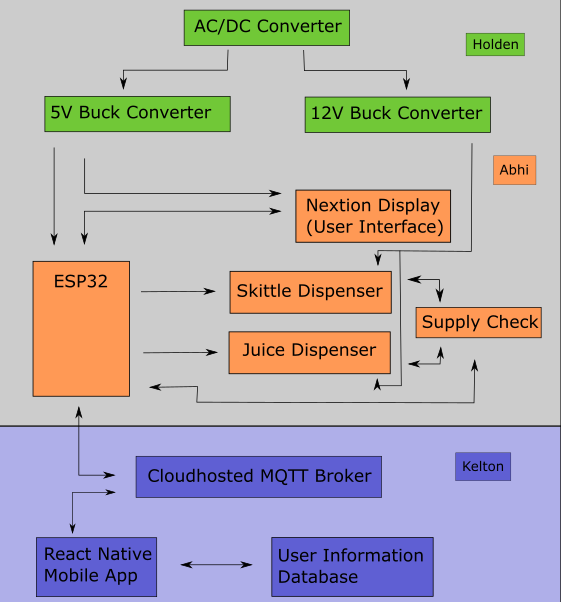 AC/DC Converter
Holden
5V Buck Converter
12V Buck Converter
Abhi
Nextion Display
(User Interface)
ESP32
Skittle Dispenser
Supply Check
Juice Dispenser
Kelton
Cloudhosted MQTT Broker
React Native
Mobile App
User Information
Database